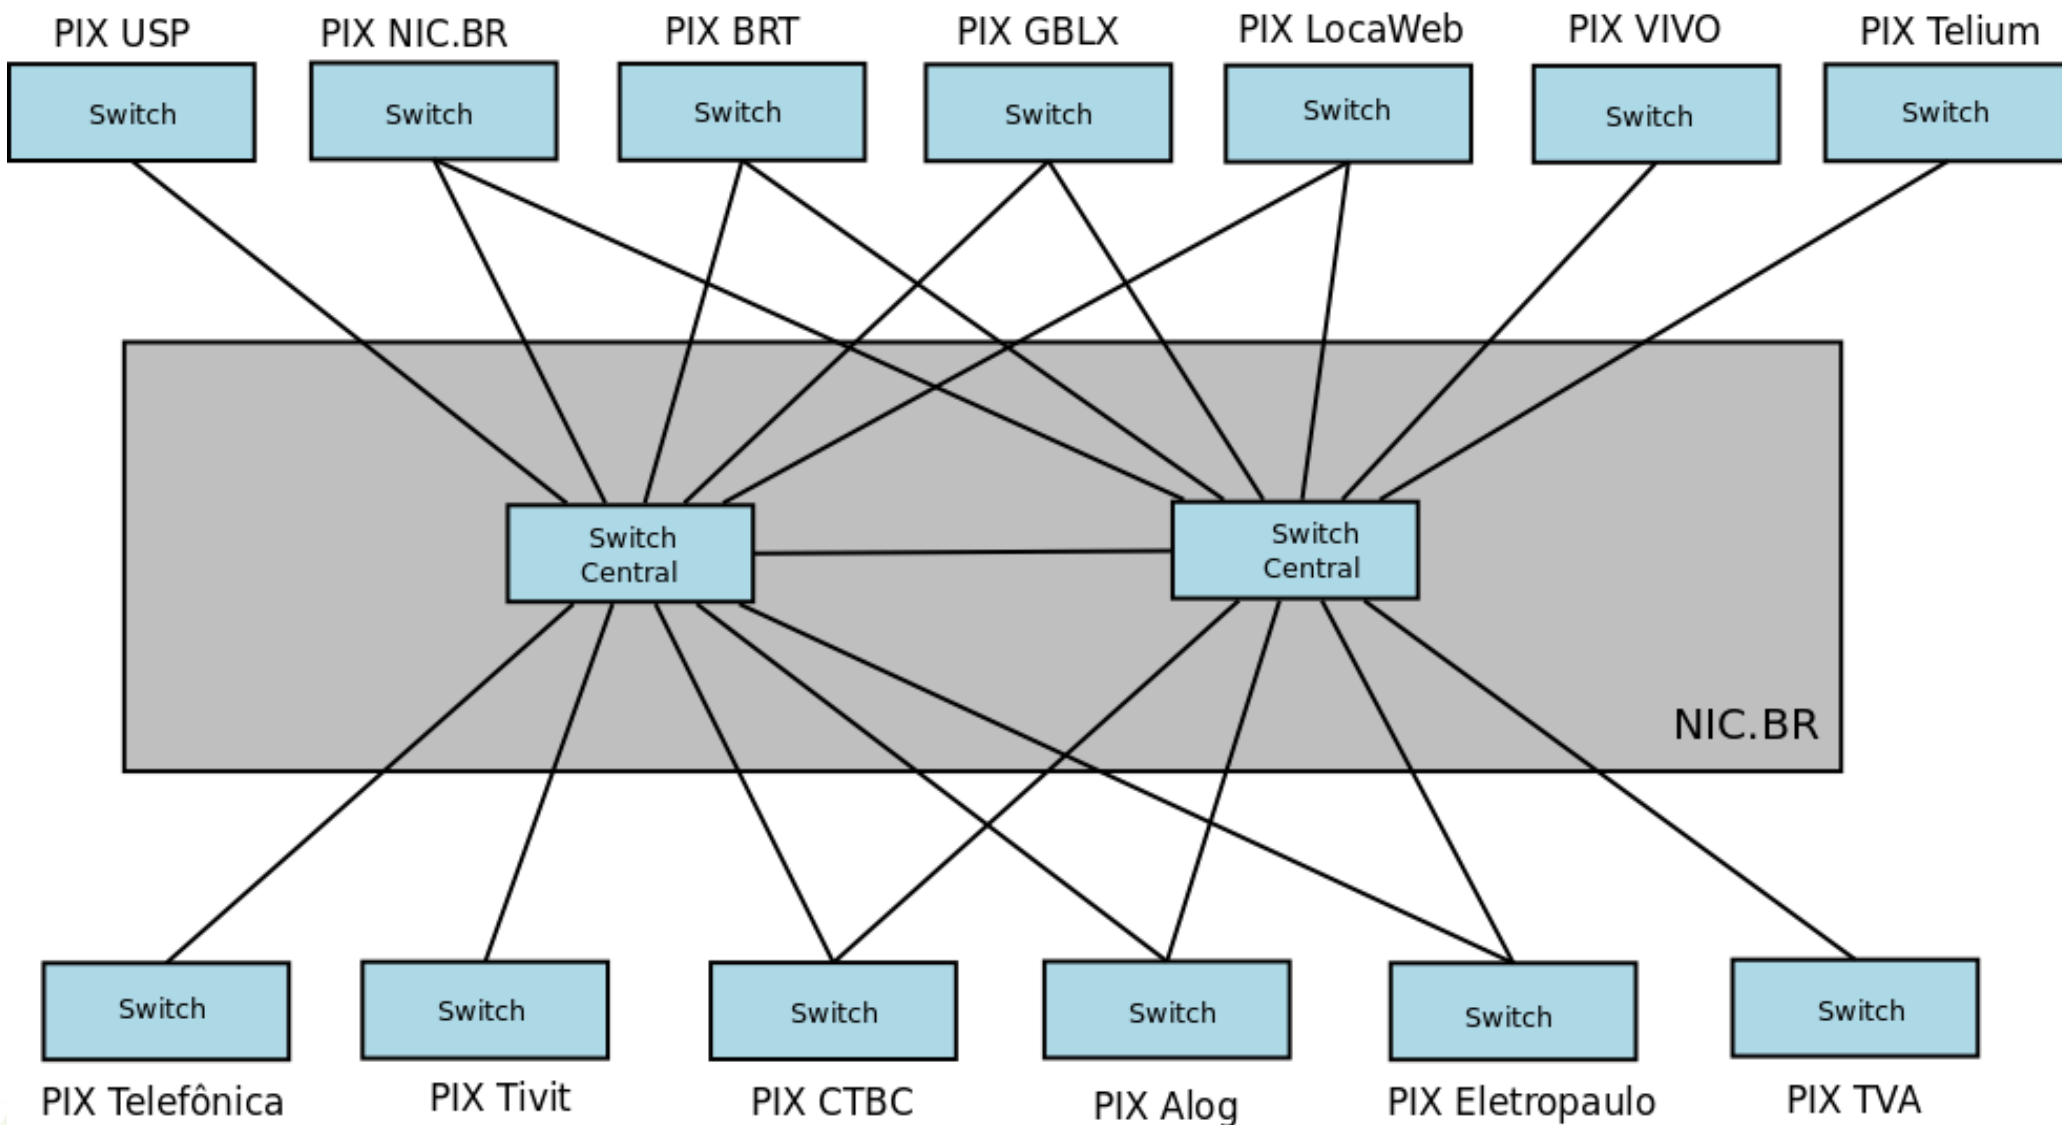 PIX USP
PIX NIC.BR
PIX BRT
PIX GBLX
PIX LocaWeb
PIX VIVO
PIX Telium
Switch
Switch
Switch
Switch
Switch
Switch
Switch
Switch
Central
Switch
Central
NIC.BR
Switch
Switch
Switch
Switch
Switch
Switch
PIX Telefônica
PIX Tivit
PIX CTBC
PIX Alog
PIX Eletropaulo
PIX TVA